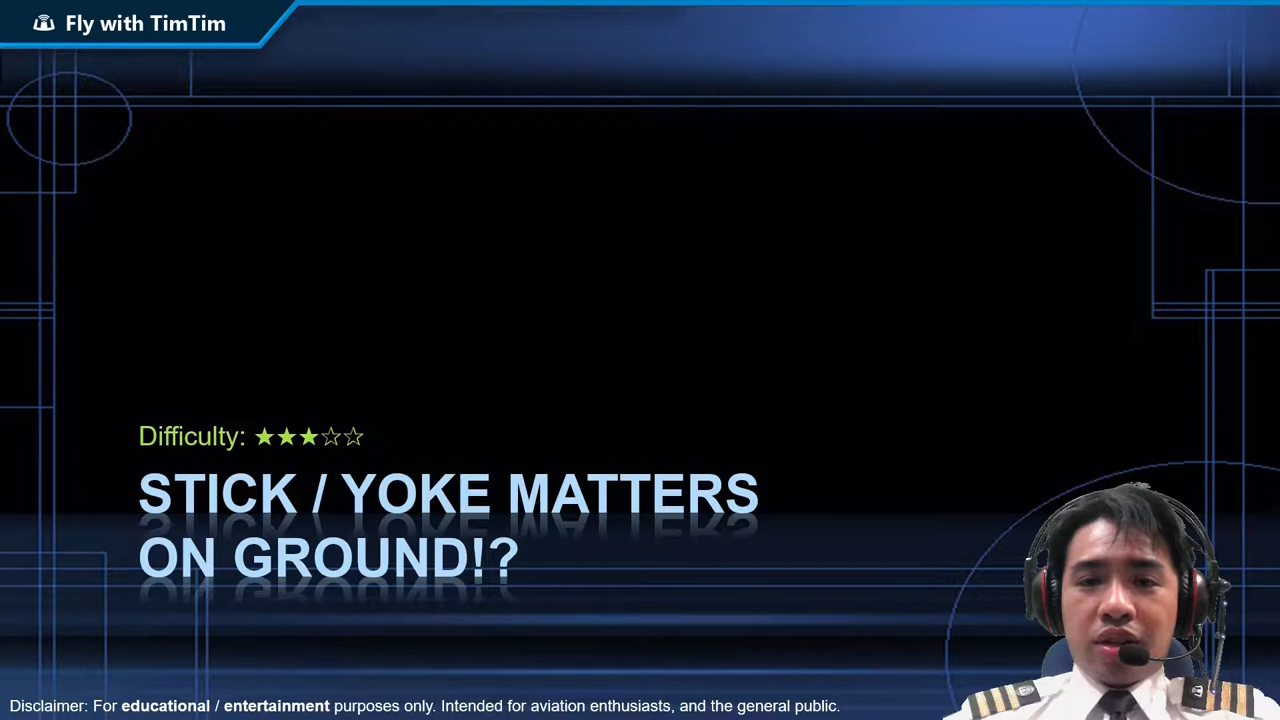 Fly with TimTim
Difficulty: ★★★☆☆
STICK / YOKE MATTERS
ON GROUND!?
Disclaimer: For educational / entertainment purposes only. Intended for aviation enthusiasts, and the general public.